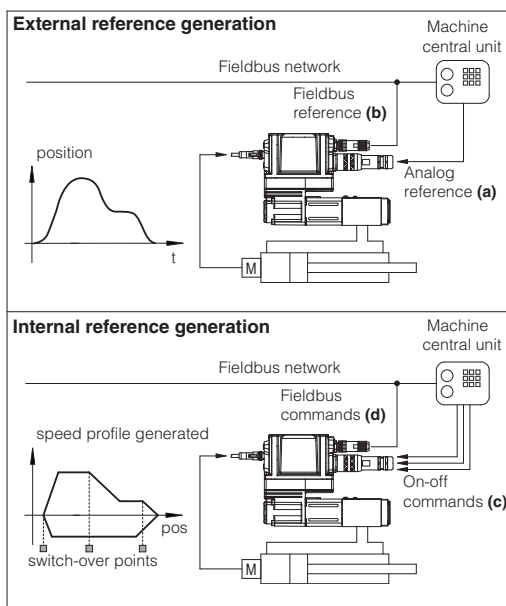 External reference generation
Machine
central unit
Fieldbus network
Fieldbus
reference (b)
position
Analog
reference (a)
t
M
Internal reference generation
Machine
central unit
Fieldbus network
Fieldbus
commands (d)
speed profile generated
On-off
commands (c)
pos
switch-over points
M